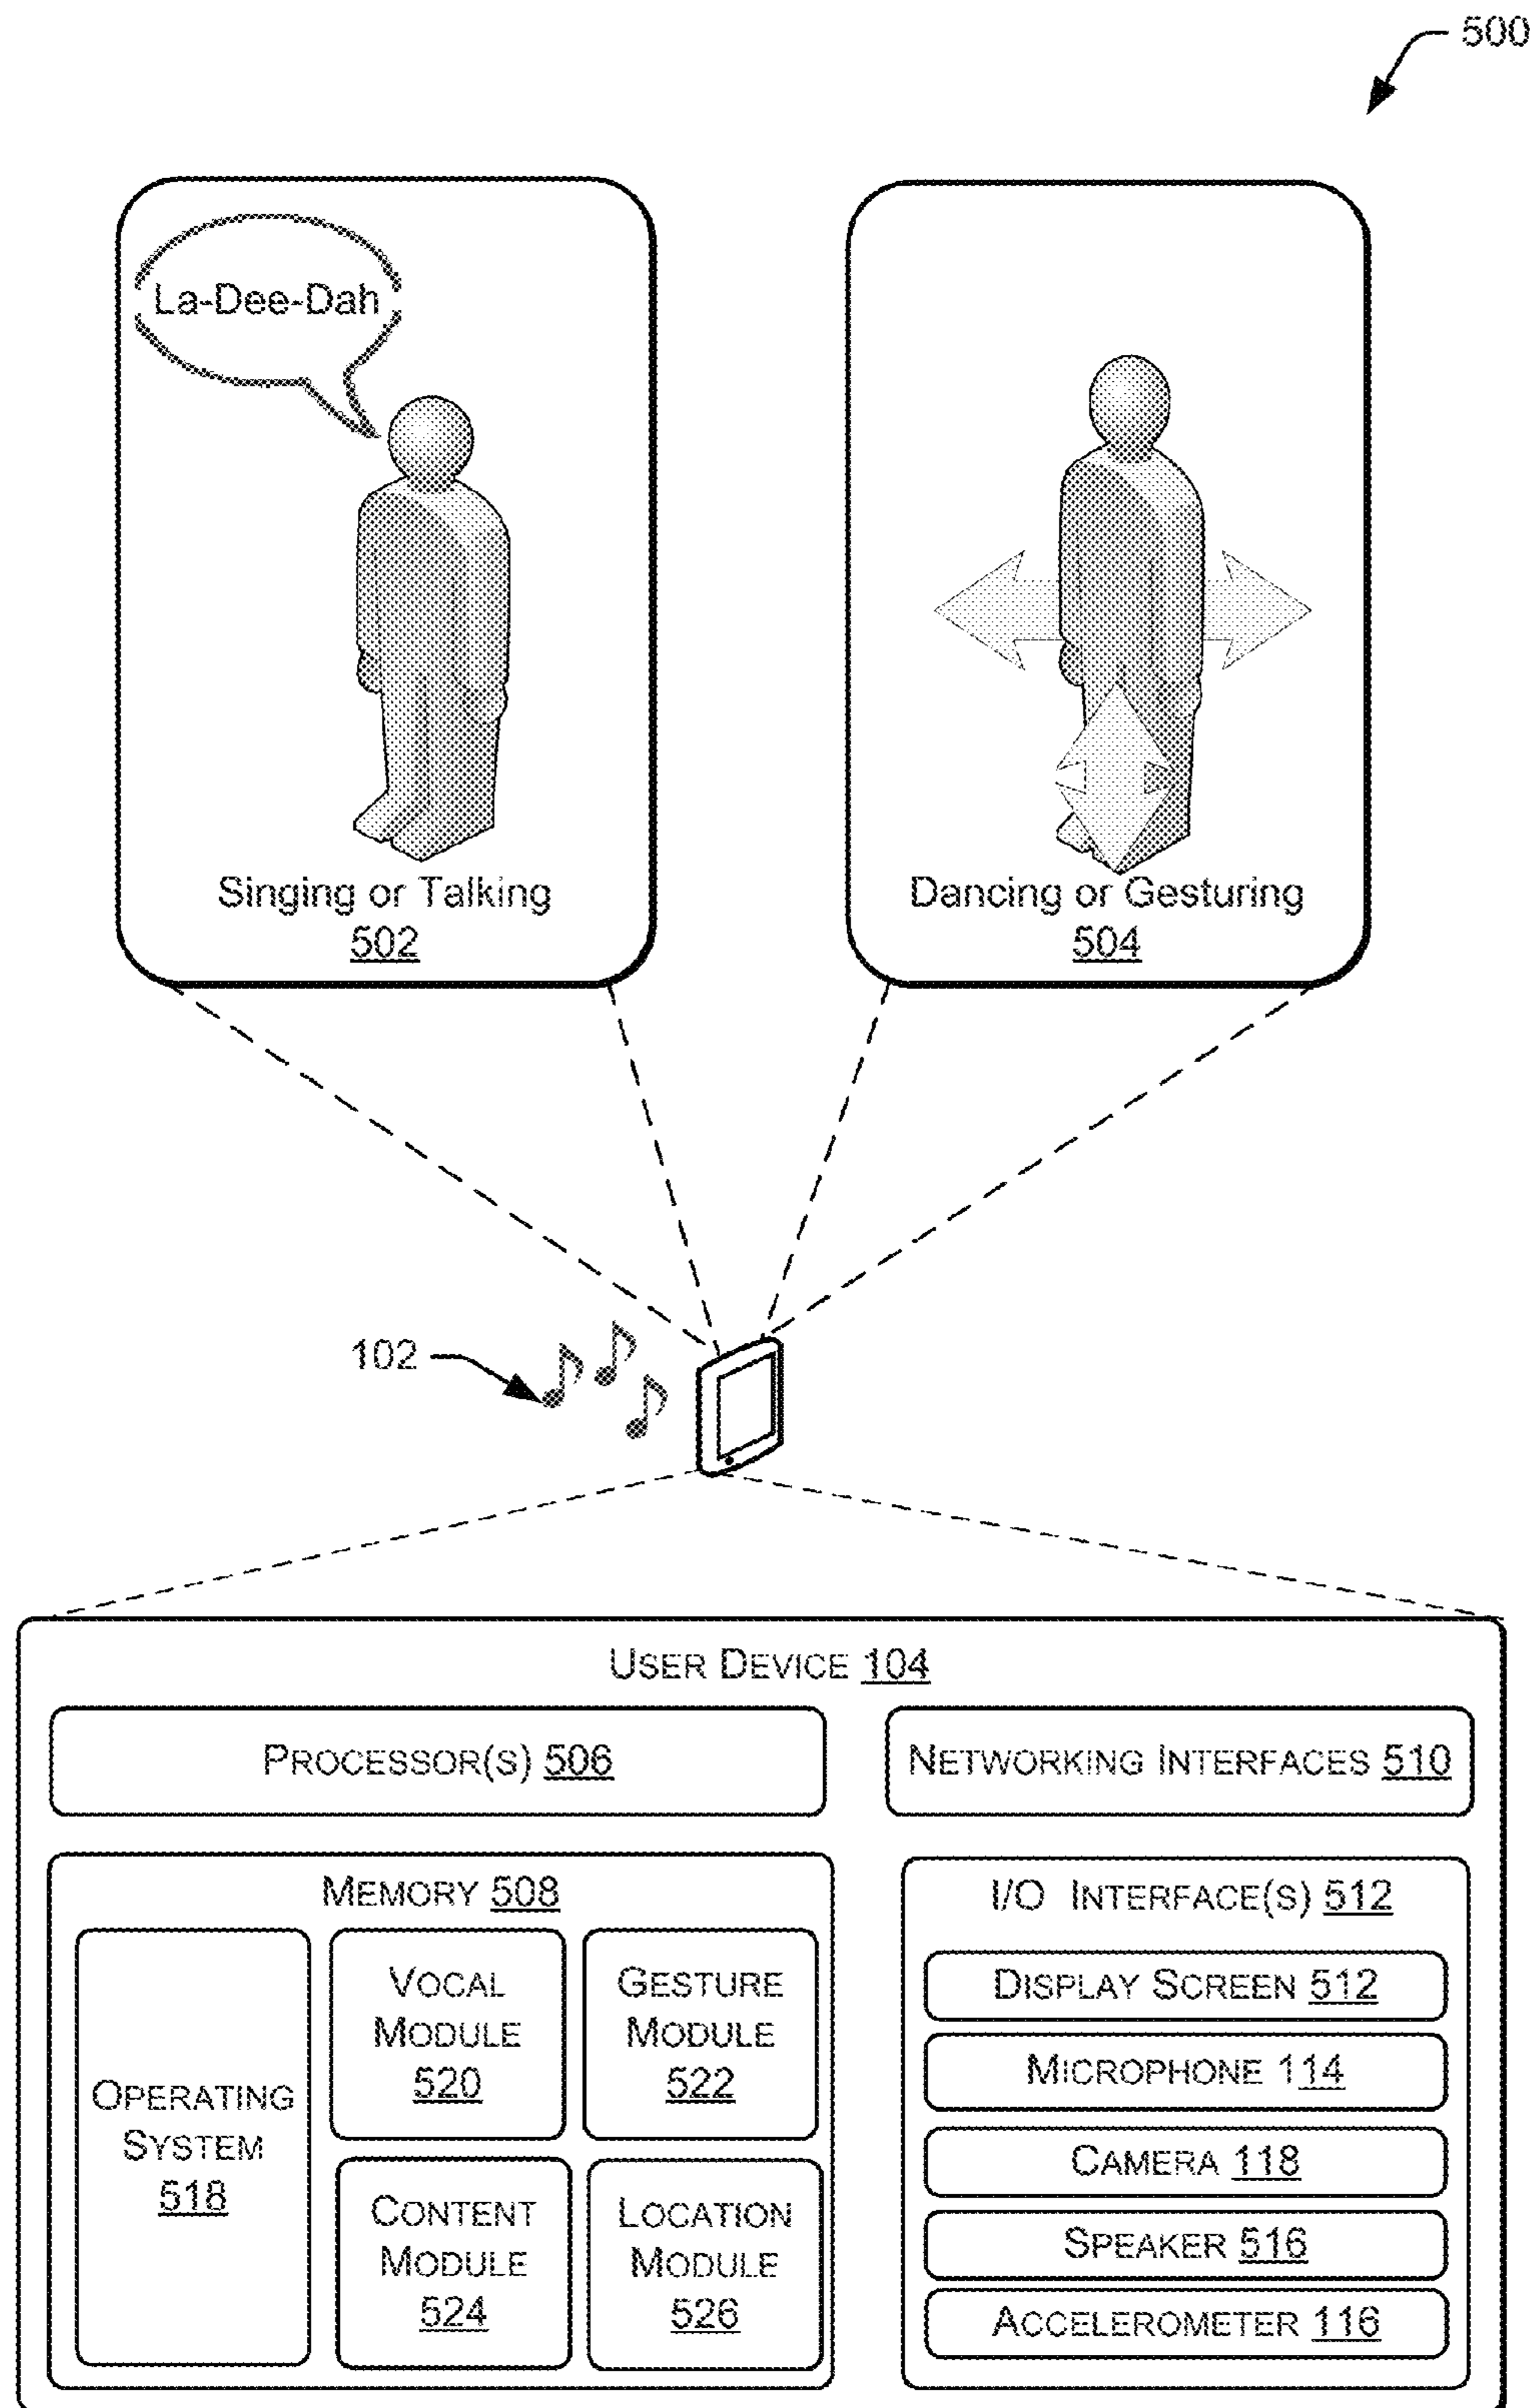 500
La-Dee-Dah
Singing or Talking
502
Dancing or Gesturing
504
102
USER DEVICE 104
PROCESSOR(S) 506
NETWORKING INTERFACES 510
MEMORY 508
OPERATING
SYSTEM
518
VOCAL
MODULE
520
GESTURE
MODULE
522
CONTENT
MODULE
524
LOCATION
MODULE
526
I/O INTERFACE(S) 512
DISPLAY SCREEN 512
MICROPHONE 114
CAMERA 118
SPEAKER 516
ACCELEROMETER 116